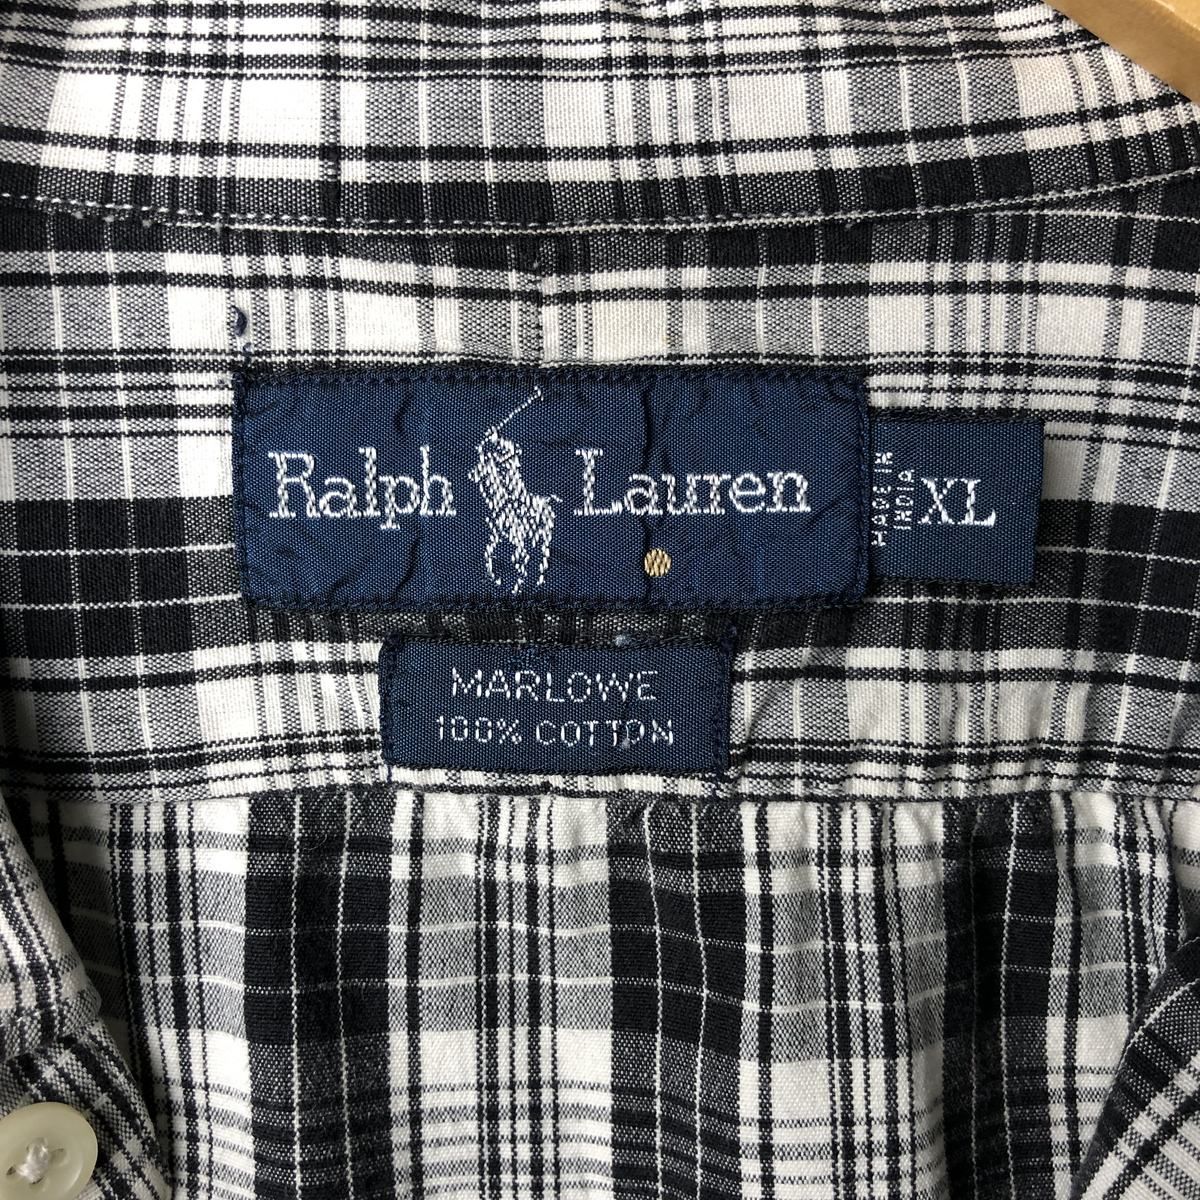 Ralph Lauren
MADE IN
INDIA
XL
MARLOWE
100% COTTON